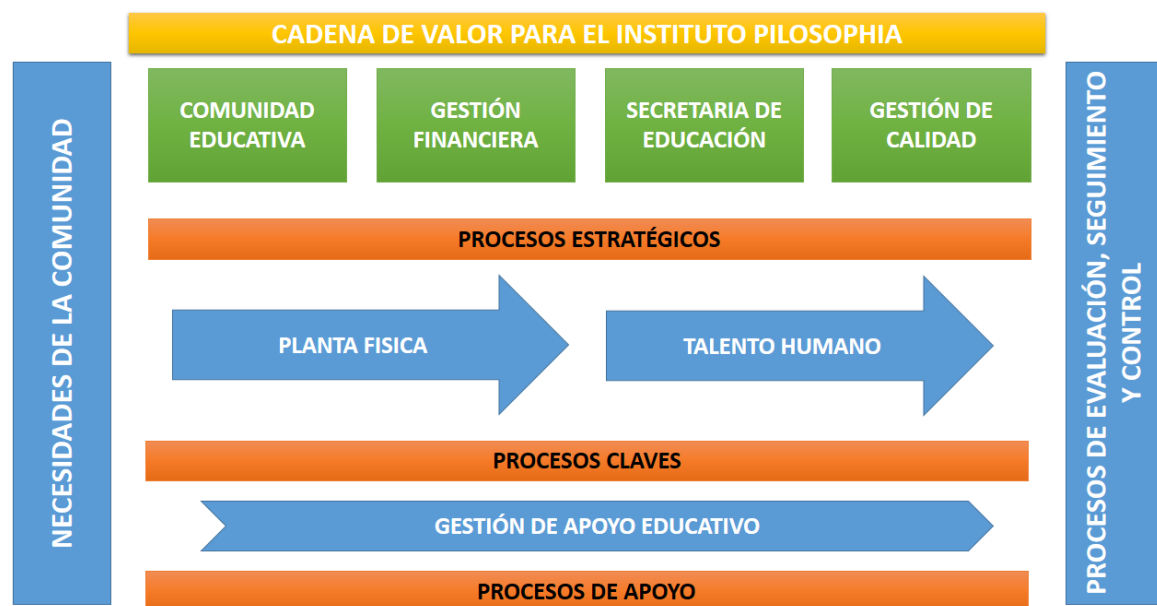 CADENA DE VALOR PARA EL INSTITUTO PILOSOPHIA
NECESIDADES DE LA COMUNIDAD
COMUNIDAD
EDUCATIVA
GESTIÓN
FINANCIERA
SECRETARIA DE
EDUCACIÓN
GESTIÓN DE
CALIDAD
PROCESOS ESTRATÉGICOS
PLANTA FISICA
TALENTO HUMANO
PROCESOS CLAVES
GESTIÓN DE APOYO EDUCATIVO
PROCESOS DE APOYO
PROCESOS DE EVALUACIÓN, SEGUIMIENTO
Y CONTROL